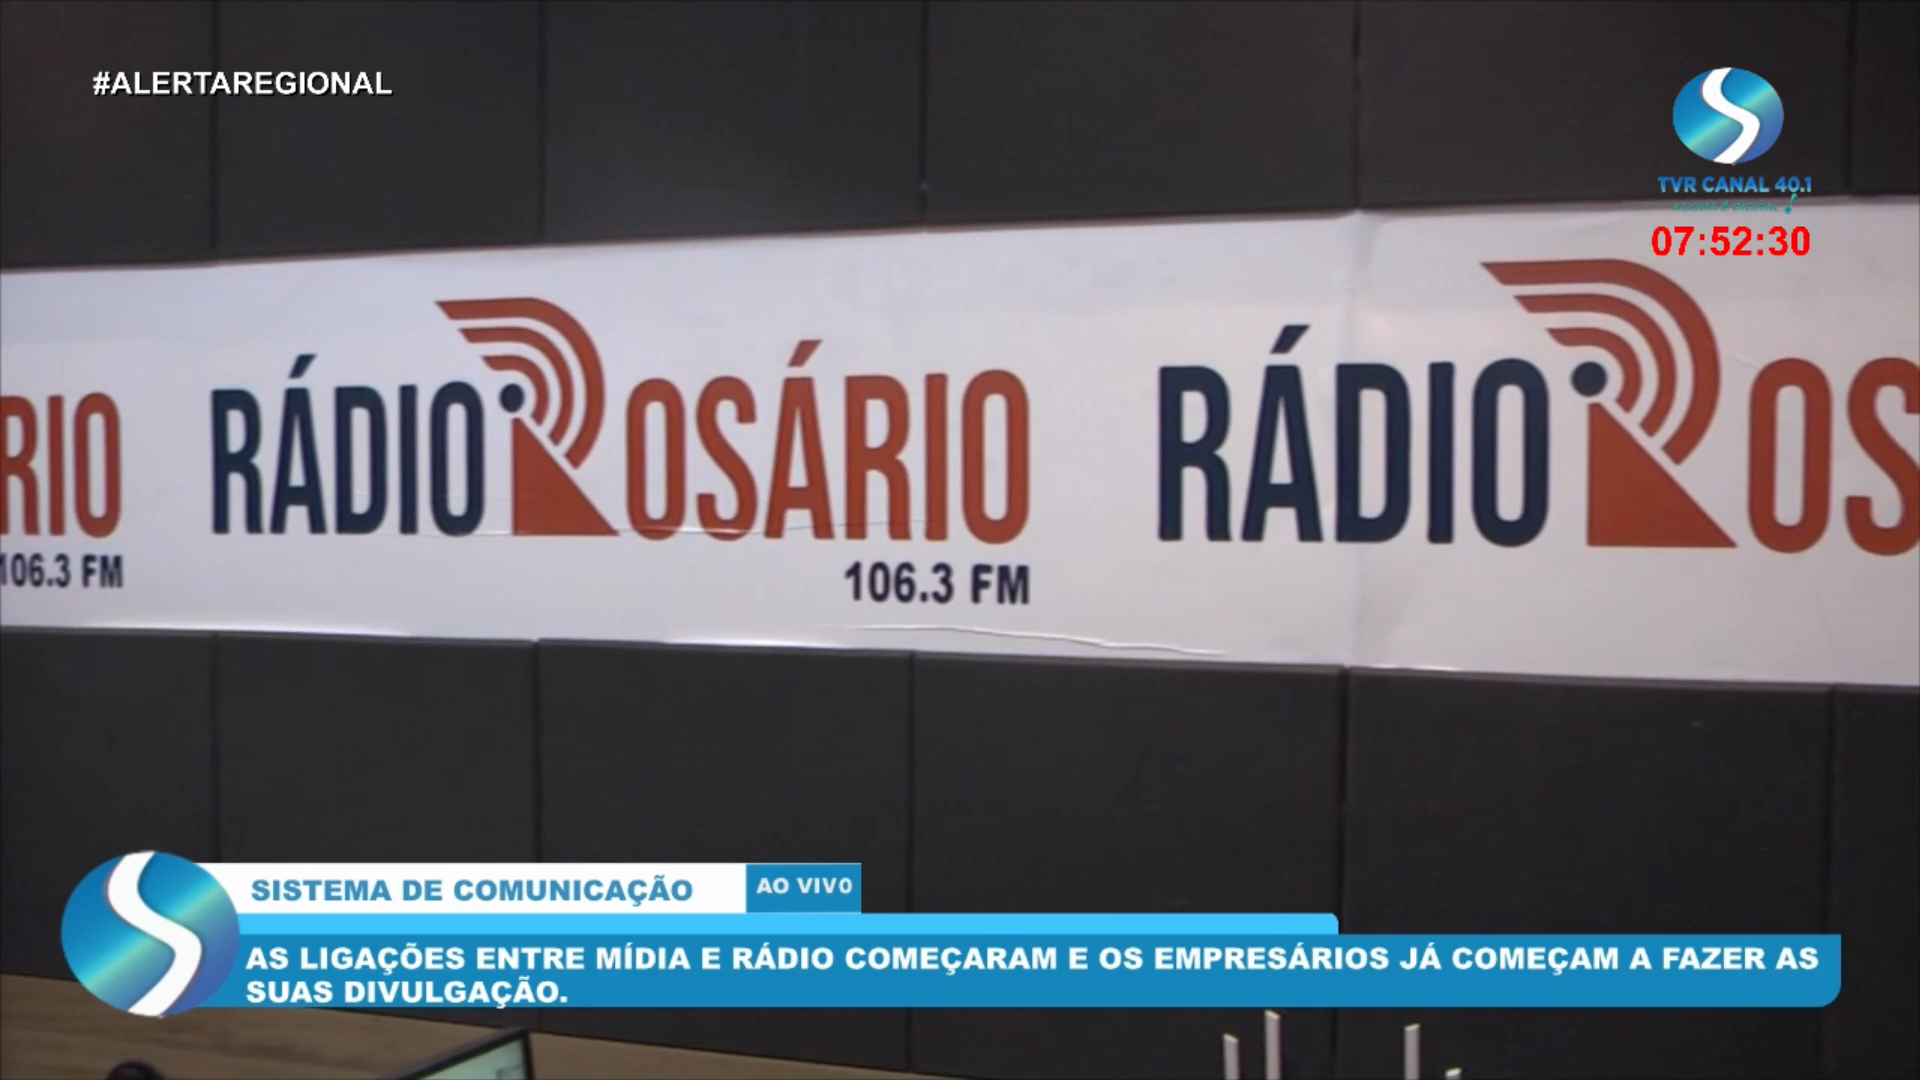 #ALERTAREGIONAL
TVR CANAL 40.1
AGORA É DIGITAL!
07:52:30
RIO
106.3 FM
RÁDIO ROSÁRIO
106.3 FM
RÁDIO ROS
SISTEMA DE COMUNICAÇÃO
AO VIVO
AS LIGAÇÕES ENTRE MÍDIA E RÁDIO COMEÇARAM E OS EMPRESÁRIOS JÁ COMEÇAM A FAZER AS
SUAS DIVULGAÇÃO.